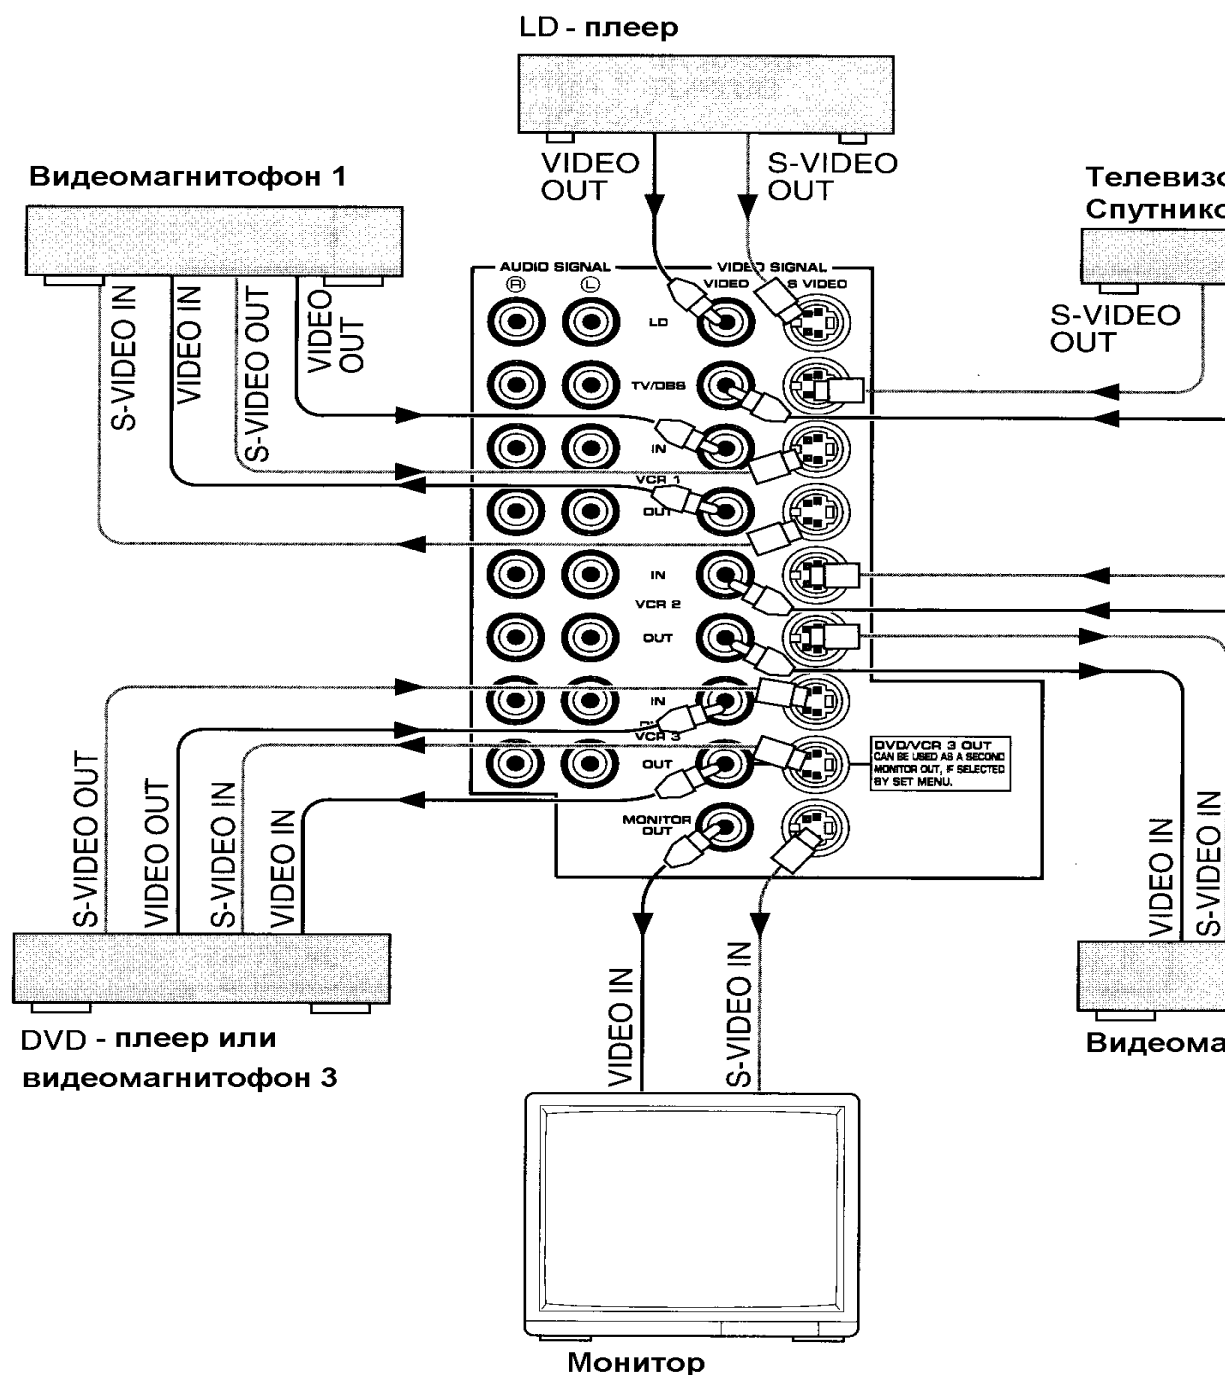 LD - плеер
VIDEO OUT
S-VIDEO OUT
Видеомагнитофон 1
S-VIDEO IN
VIDEO IN
S-VIDEO OUT
VIDEO OUT
S-VIDEO OUT
AUDIO SIGNAL
VIDEO SIGNAL
R
L
VIDEO
S VIDEO
LD
TV/DBS
IN
VCR 1
OUT
IN
VCR 2
OUT
IN
VCR 3
OUT
MONITOR
OUT
DVD/VCR 3 OUT
CAN BE USED AS A SECOND
MONITOR OUT, IF SELECTED
BY SET MENU.
S-VIDEO OUT
VIDEO OUT
S-VIDEO IN
VIDEO IN
DVD - плеер или
видеомагнитофон 3
VIDEO IN
S-VIDEO IN
VIDEO IN
S-VIDEO IN
Монитор